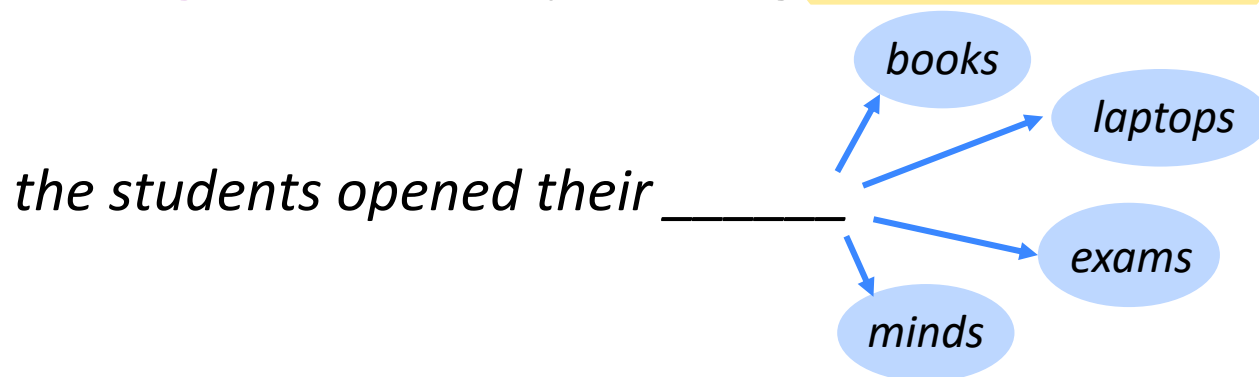 books
laptops
the students opened their ______
exams
minds